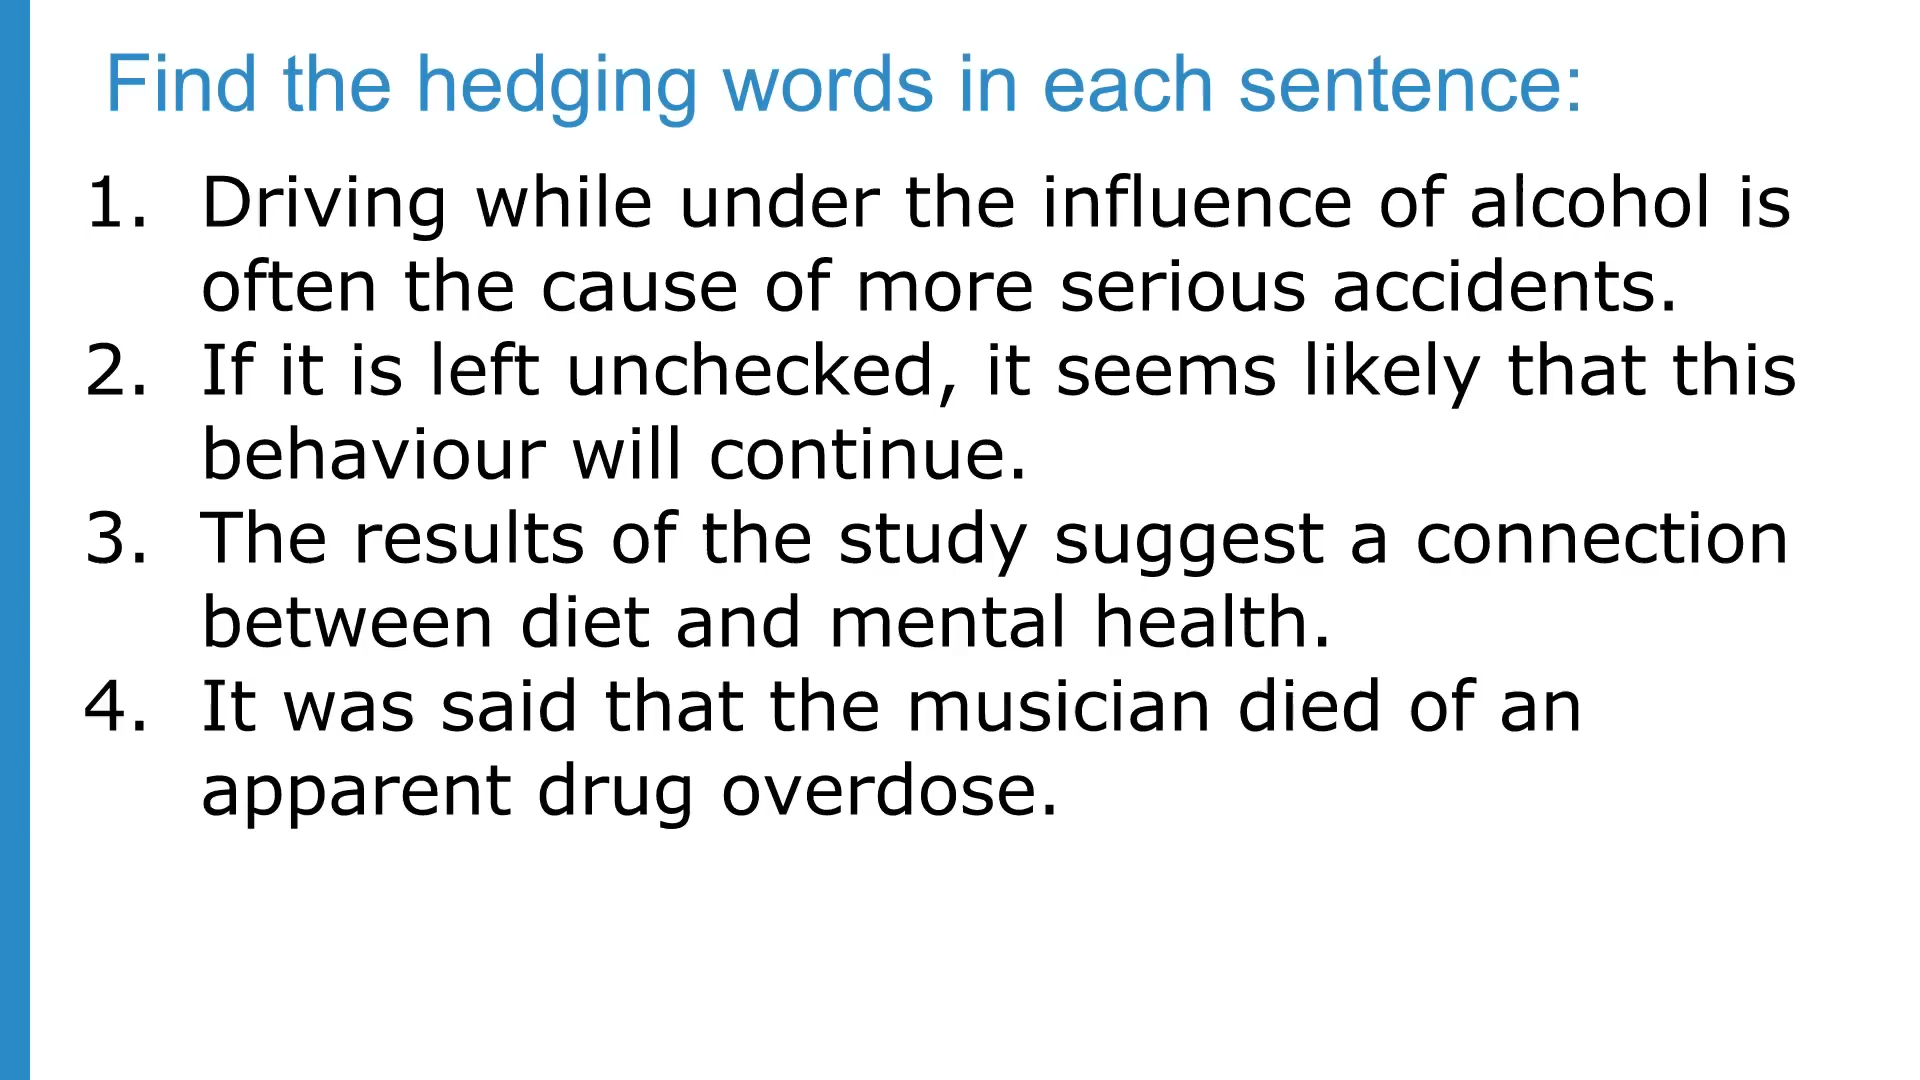 Find the hedging words in each sentence:
1. Driving while under the influence of alcohol is
often the cause of more serious accidents.
2. If it is left unchecked, it seems likely that this
behaviour will continue.
3. The results of the study suggest a connection
between diet and mental health.
4. It was said that the musician died of an
apparent drug overdose.